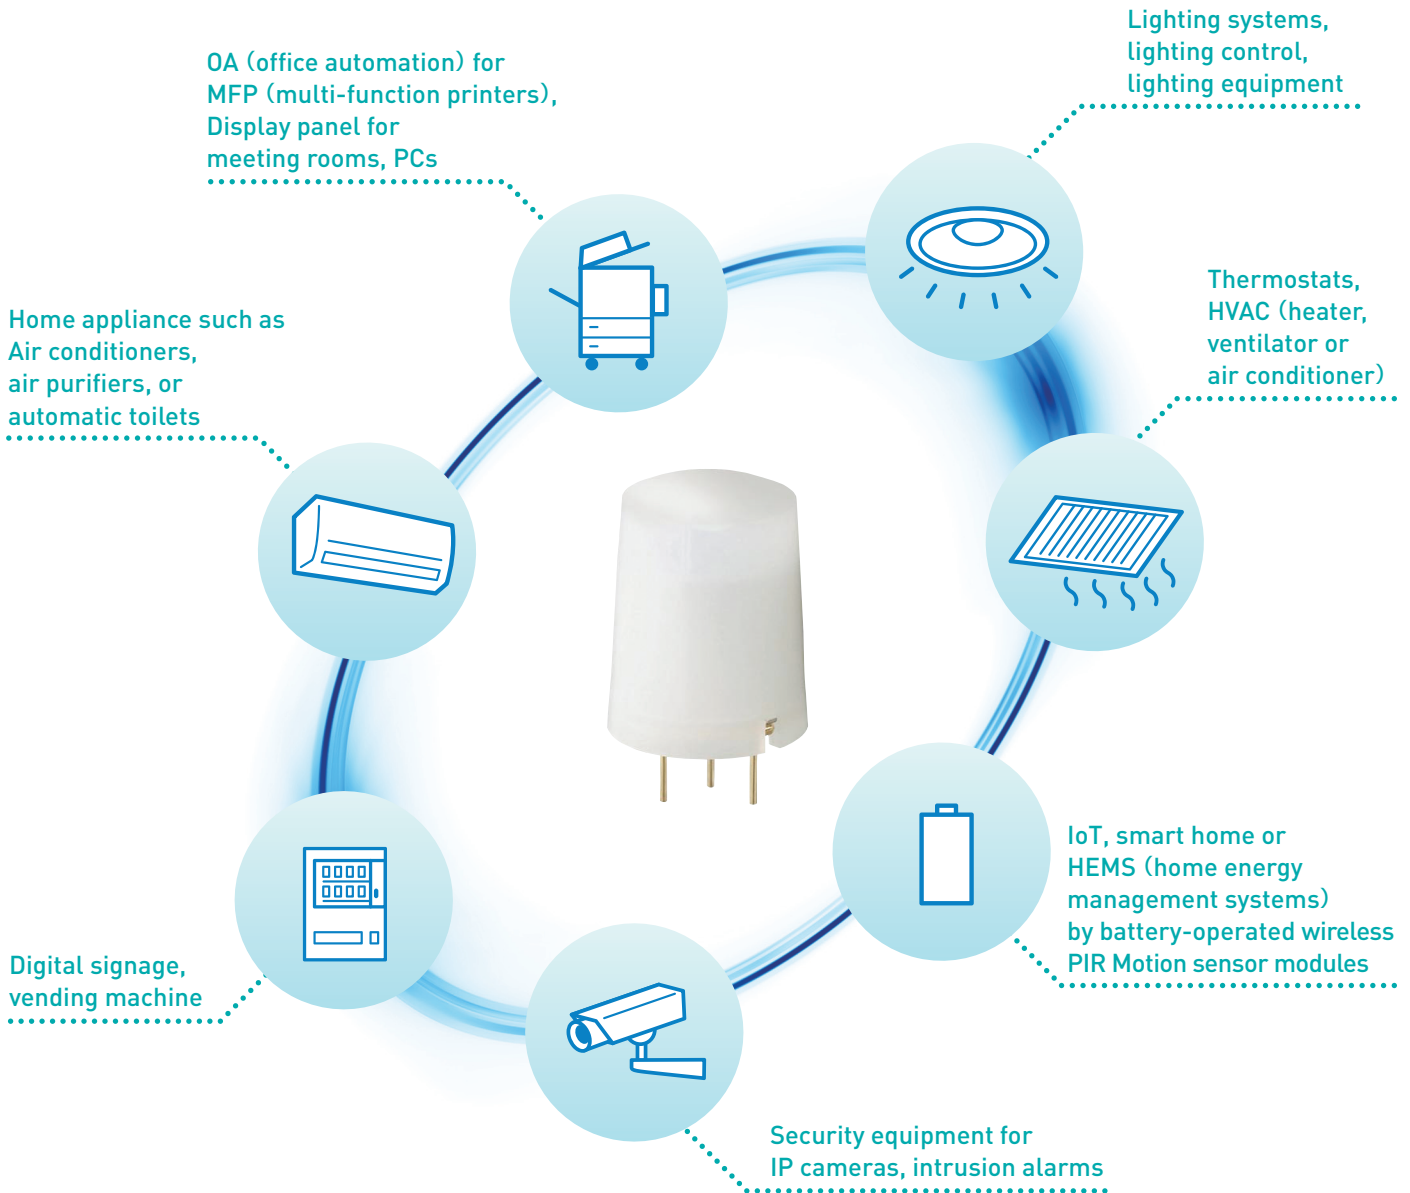 Lighting systems,
lighting control,
lighting equipment
OA (office automation) for
MFP (multi-function printers),
Display panel for
meeting rooms, PCs
Thermostats,
HVAC (heater,
ventilator or
air conditioner)
Home appliance such as
Air conditioners,
air purifiers, or
automatic toilets
IoT, smart home or
HEMS (home energy
management systems)
by battery-operated wireless
PIR Motion sensor modules
Digital signage,
vending machine
Security equipment for
IP cameras, intrusion alarms